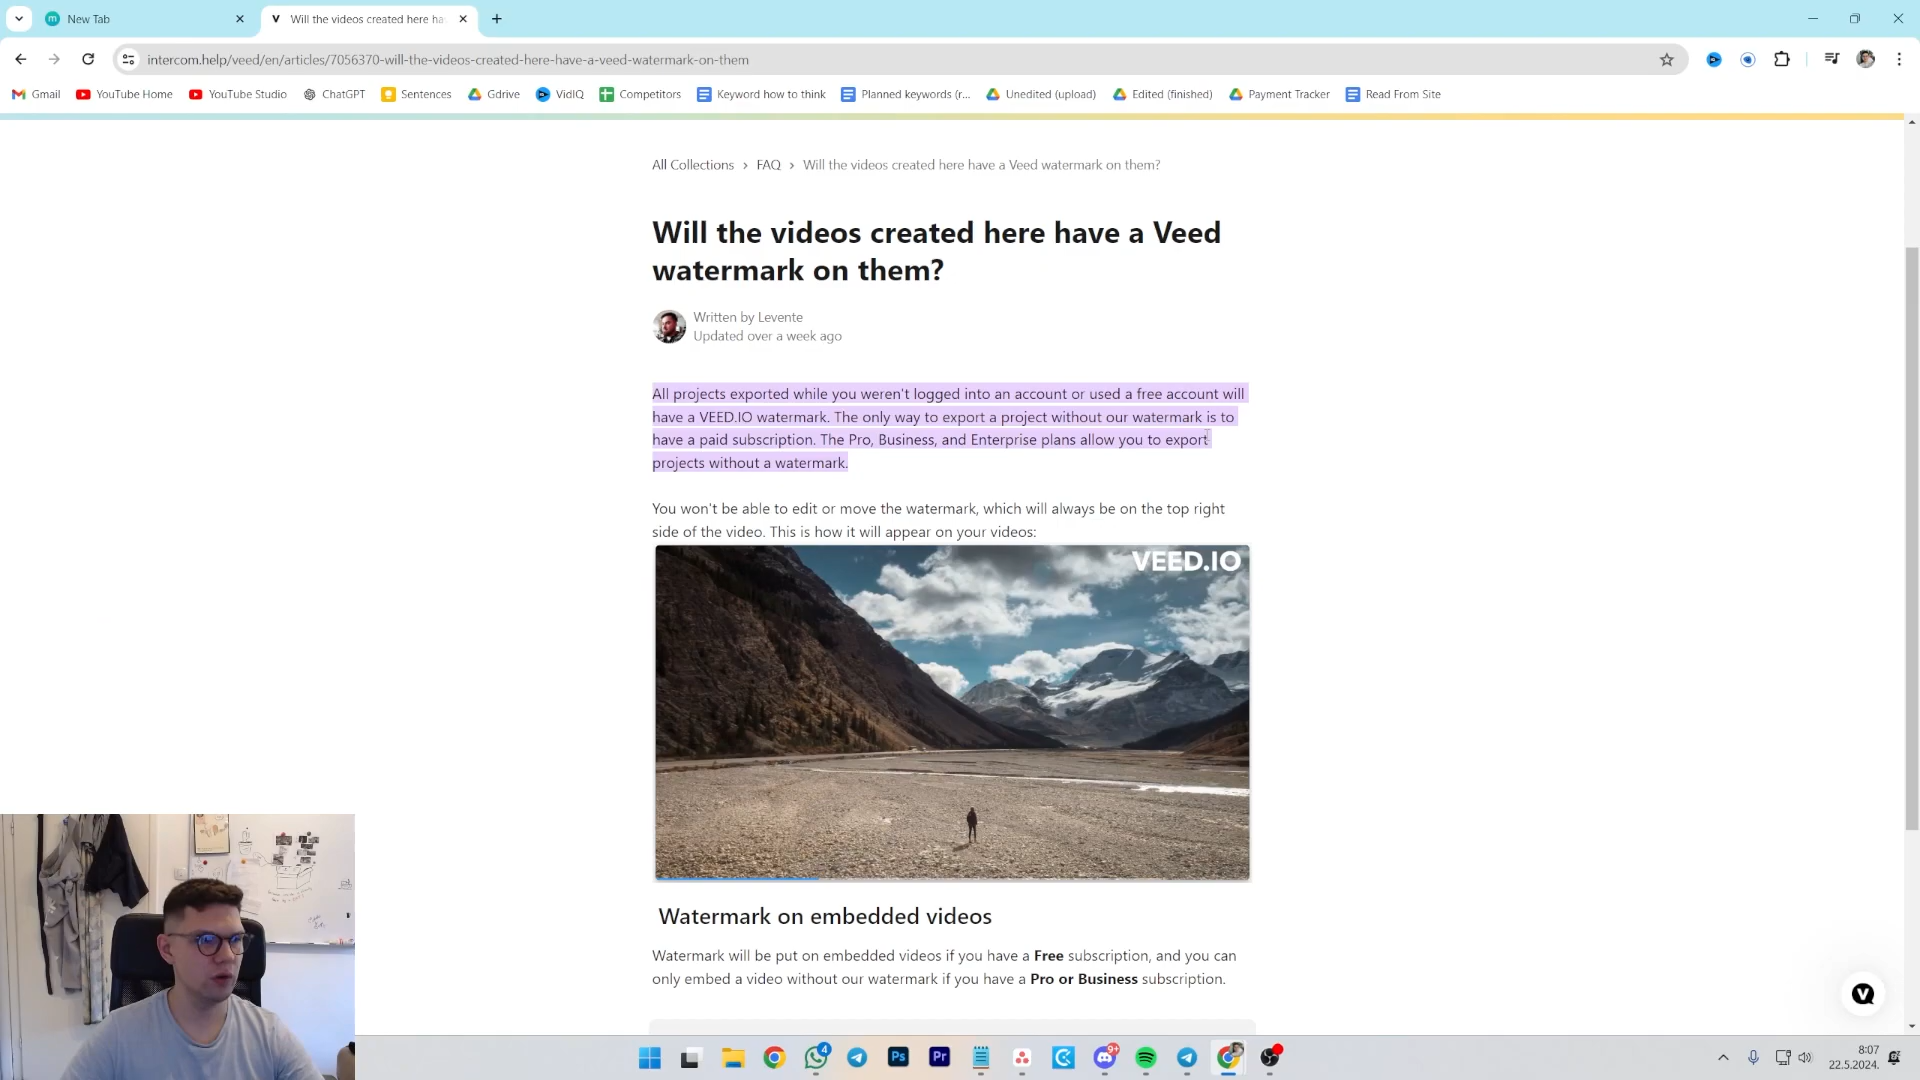 New Tab
Will the videos created here ha
intercom.help/veed/en/articles/7056370-will-the-videos-created-here-have-a-veed-watermark-on-them
Gmail YouTube Home YouTube Studio ChatGPT Sentences Gdrive VidIQ Competitors Keyword how to think Planned keywords (r... Unedited (upload) Edited (finished) Payment Tracker Read From Site
All Collections > FAQ > Will the videos created here have a Veed watermark on them?
Will the videos created here have a Veed
watermark on them?
Written by Levente
Updated over a week ago
All projects exported while you weren't logged into an account or used a free account will
have a VEED.IO watermark. The only way to export a project without our watermark is to
have a paid subscription. The Pro, Business, and Enterprise plans allow you to export
projects without a watermark.
You won't be able to edit or move the watermark, which will always be on the top right
side of the video. This is how it will appear on your videos:
VEED.IO
Watermark on embedded videos
Watermark will be put on embedded videos if you have a Free subscription, and you can
only embed a video without our watermark if you have a Pro or Business subscription.
4
Ps
Pr
9+
8:07
22.5.2024.